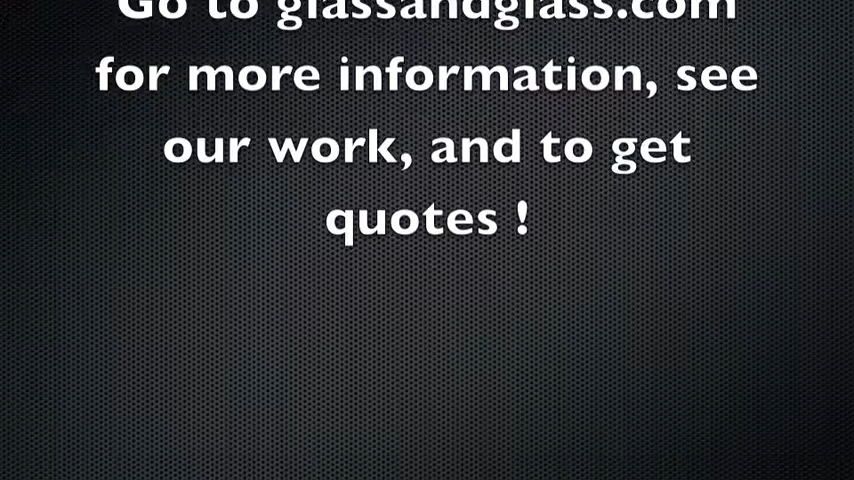 Go to glassandglass.com
for more information, see
our work, and to get
quotes !